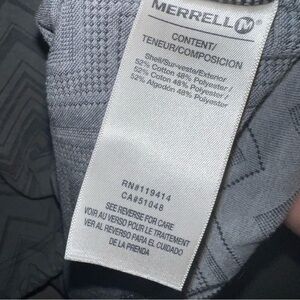 MERRELL M
CONTENT/
TENEUR/COMPOSICION
Shell/Sur-veste/Exterior
52% Cotton 48% Polyester /
52% Coton 48% Polyester /
52% Algodón 48% Polyester
RN#119414
CA#51048
SEE REVERSE FOR CARE
VOIR AU VERSO POUR LE TRAITEMENT
VER AL REVERSO PARA EL CUIDADO
DE LA PRENDA